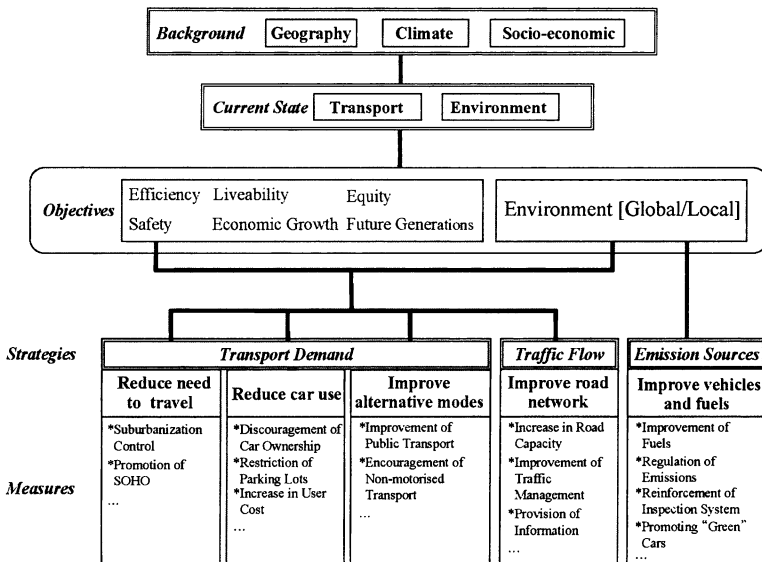 Background Geography Climate Socio-economic
Current State Transport Environment
Objectives
Efficiency Liveability Equity
Safety Economic Growth Future Generations
Environment [Global/Local]
Strategies
Transport Demand
Traffic Flow
Emission Sources
Measures
Reduce need
to travel
*Suburbanization
Control
*Promotion of
SOHO
...
Reduce car use
*Discouragement of
Car Ownership
*Restriction of
Parking Lots
*Increase in User
Cost
...
Improve
alternative modes
*Improvement of
Public Transport
*Encouragement of
Non-motorised
Transport
...
Improve road
network
*Increase in Road
Capacity
*Improvement of
Traffic
Management
*Provision of
Information
...
Improve vehicles
and fuels
*Improvement of
Fuels
*Regulation of
Emissions
*Reinforcement of
Inspection System
*Promoting "Green"
Cars
...